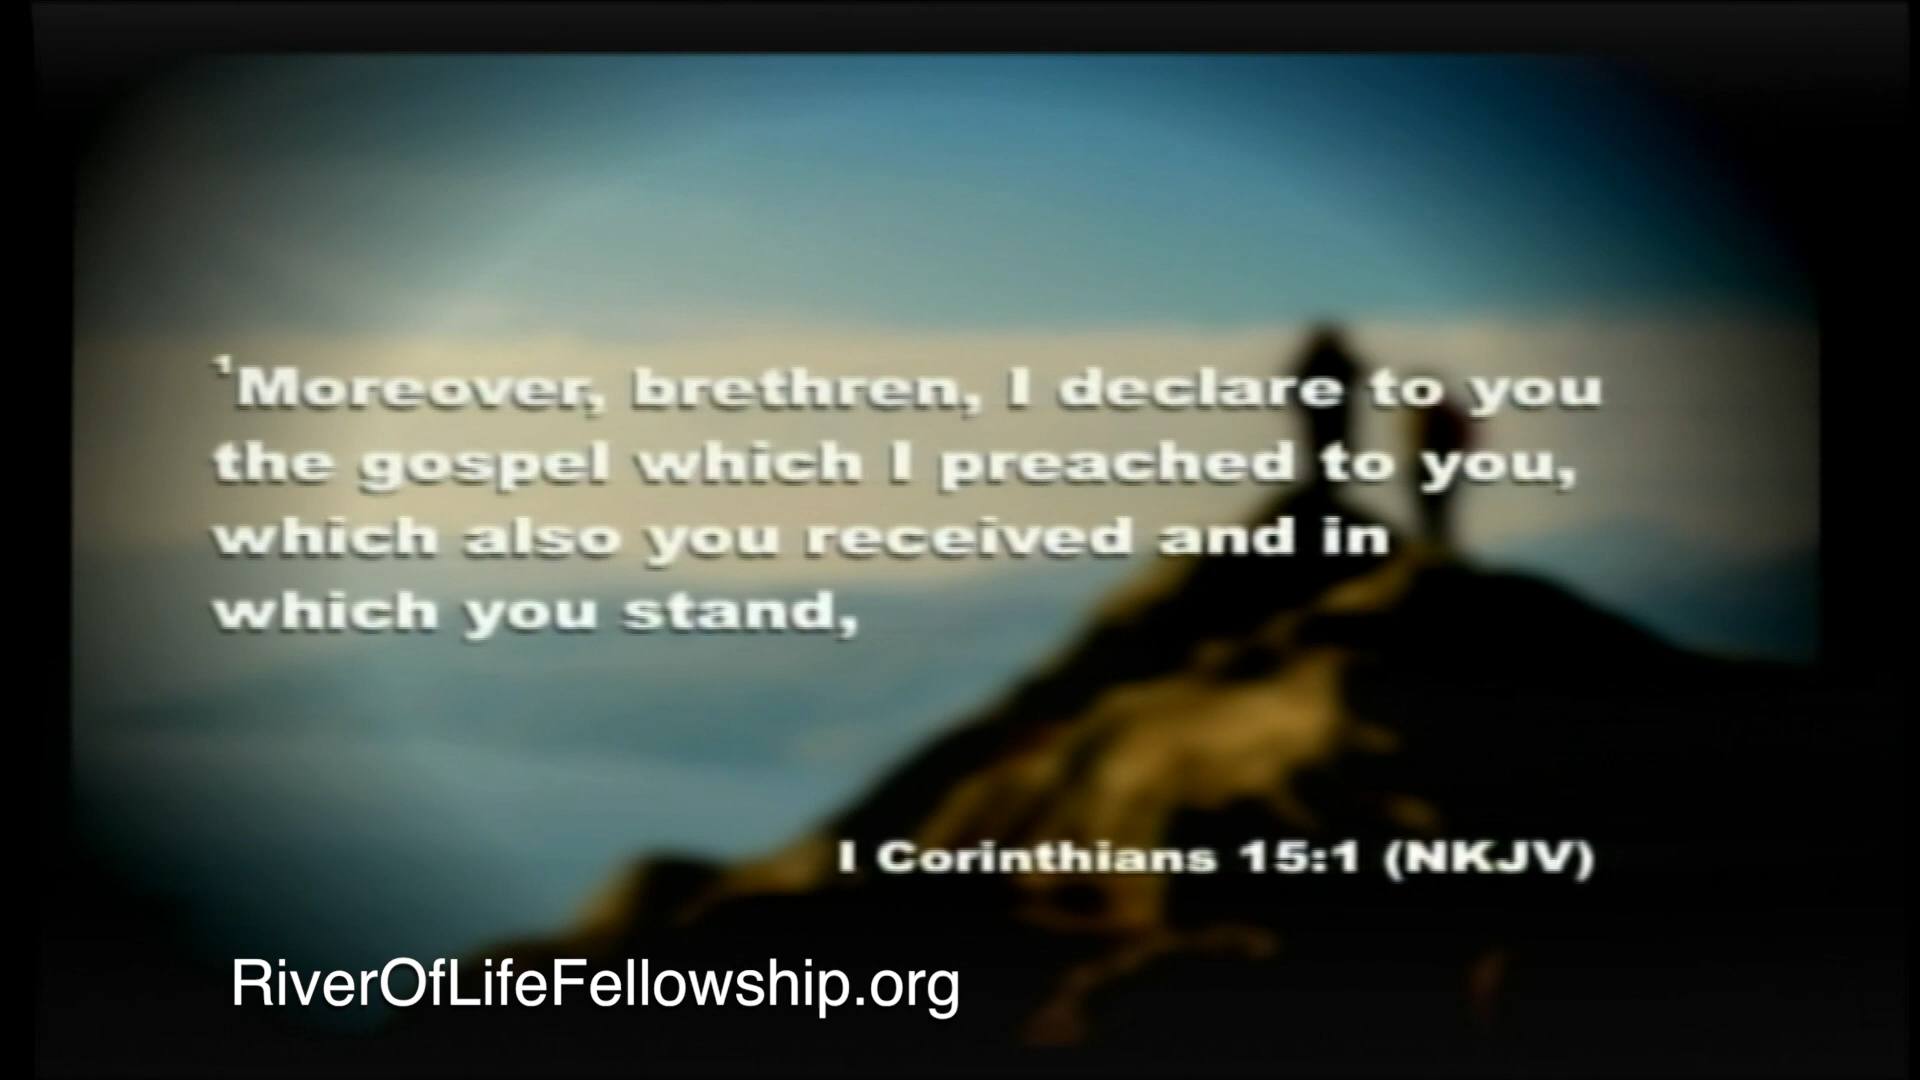 ¹Moreover, brethren, I declare to you
the gospel which I preached to you,
which also you received and in
which you stand,
I Corinthians 15:1 (NKJV)
RiverOfLifeFellowship.org